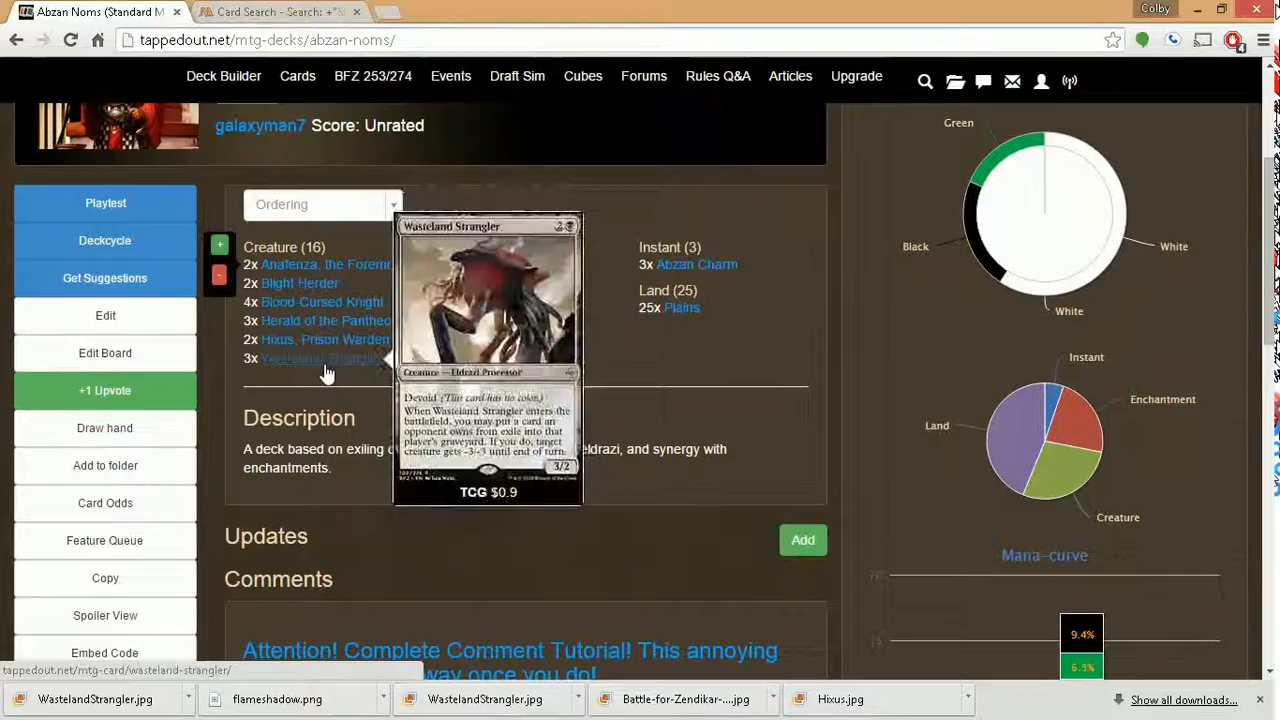 Abzan Noms (Standard M
Card Search - Search: +"S
Colby
tappedout.net/mtg-decks/abzan-noms/
4
Deck Builder Cards BFZ 253/274 Events Draft Sim Cubes Forums Rules Q&A Articles Upgrade
galaxyman7 Score: Unrated
Playtest
Deckcycle
Get Suggestions
Edit
Edit Board
+1 Upvote
Draw hand
Add to folder
Card Odds
Feature Queue
Copy
Spoiler View
Embed Code
+
-
Ordering
Creature (16)
2x Anafenza, the Foreme
2x Blight Herder
4x Blood-Cursed Knight
3x Herald of the Pantheo
2x Hixus, Prison Warden
3x Wasteland Strangle
Wasteland Strangler 2
Creature — Eldrazi Processor
Devoid (This card has no color.)
When Wasteland Strangler enters the
battlefield, you may put a card an
opponent owns from exile into that
player's graveyard. If you do, target
creature gets -3/-3 until end of turn.
3/2
TCG $0.9
Instant (3)
3x Abzan Charm
Land (25)
25x Plains
Description
A deck based on exiling eldrazi, and synergy with
enchantments.
Updates
Add
Comments
Attention! Complete Comment Tutorial! This annoying
way once you do!
Green
Black
White
White
Instant
Enchantment
Land
Creature
Mana-curve
9.4%
6.3%
tappedout.net/mtg-card/wasteland-strangler/
WastelandStrangler.jpg
flameshadow.png
WastelandStrangler.jpg
Battle-for-Zendikar-....jpg
Hixus.jpg
Show all downloads...